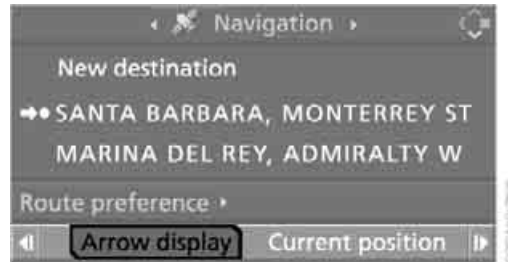 Navigation
New destination
SANTA BARBARA, MONTERREY ST
MARINA DEL REY, ADMIRALTY W
Route preference
Arrow display Current position